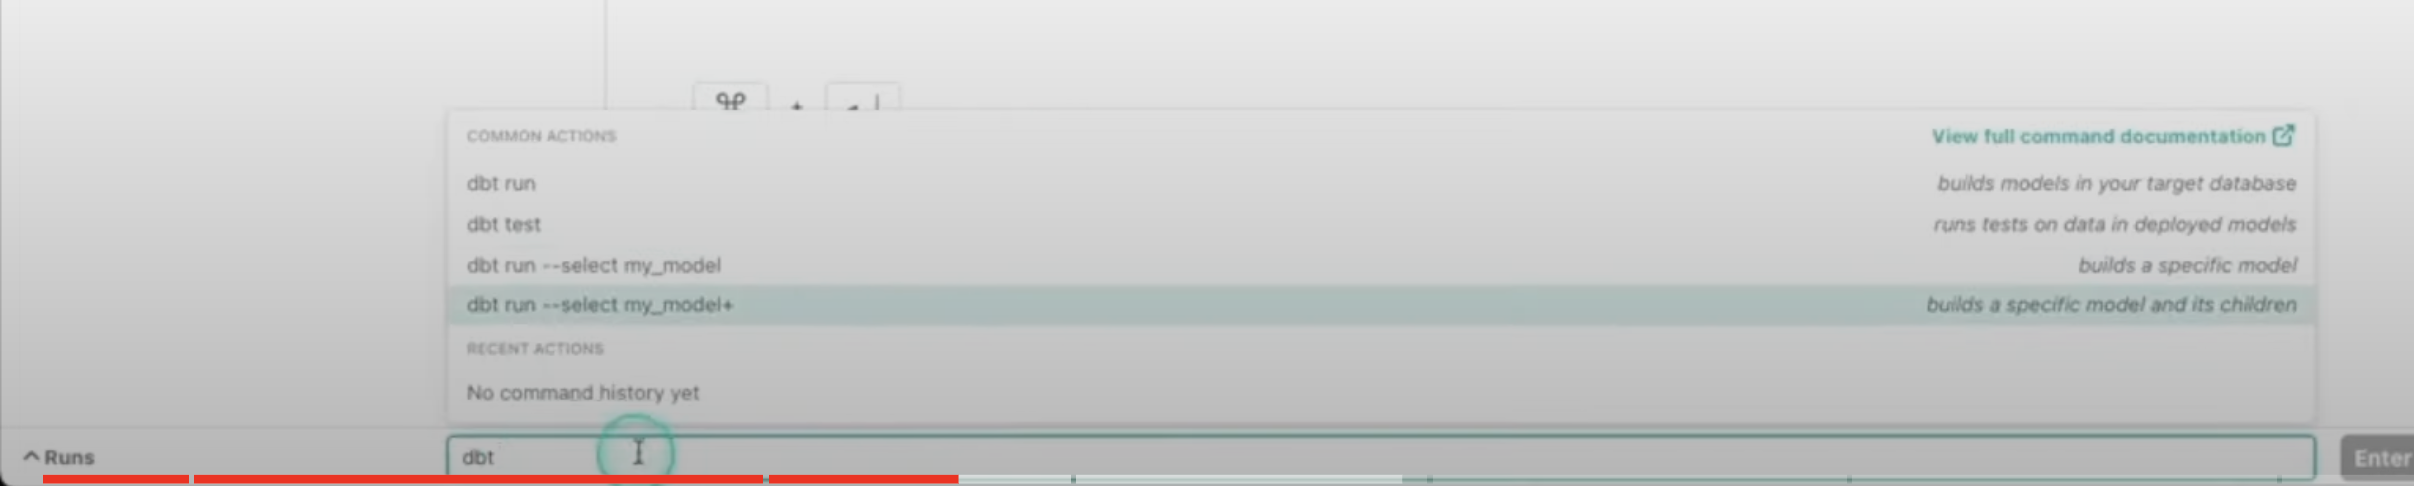 ⌘ +
COMMON ACTIONS View full command documentation
dbt run builds models in your target database
dbt test runs tests on data in deployed models
dbt run --select my_model builds a specific model
dbt run --select my_model+ builds a specific model and its children
RECENT ACTIONS
No command history yet
Runs dbt Enter